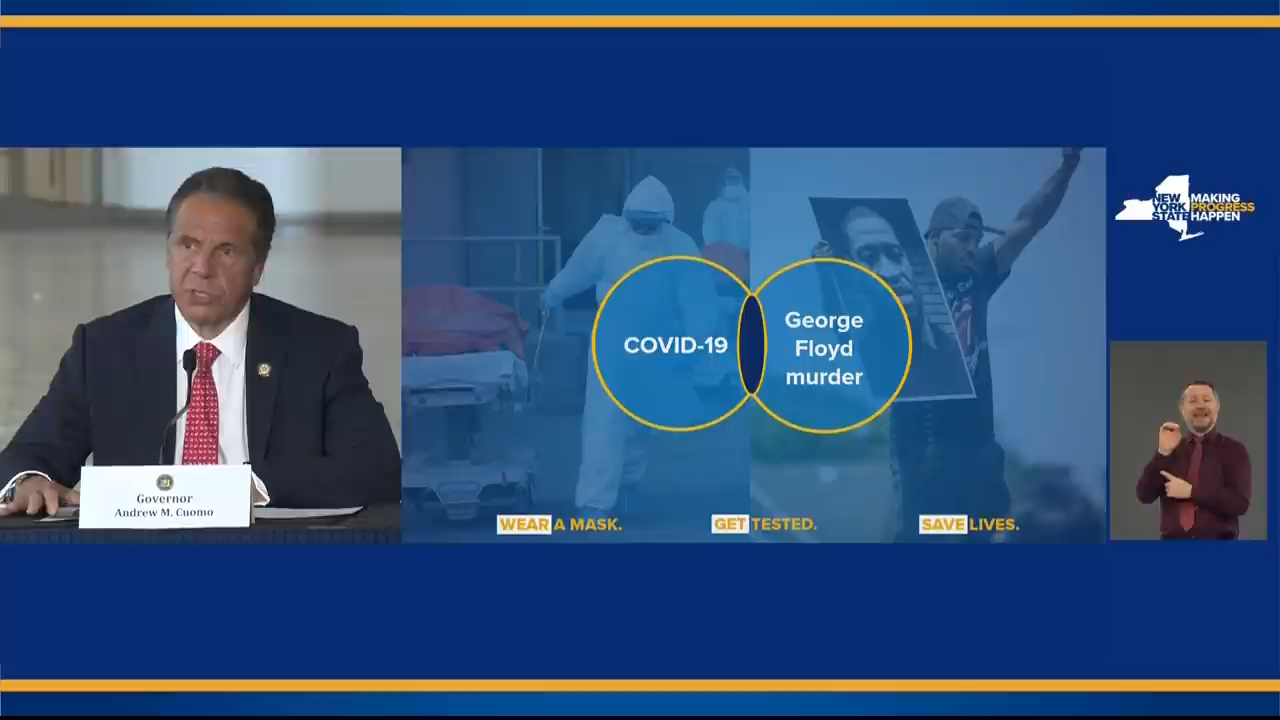 Governor
Andrew M. Cuomo
COVID-19
George
Floyd
murder
WEAR A MASK.
GET TESTED.
SAVE LIVES.
NEW
YORK
STATE
MAKING
PROGRESS
HAPPEN